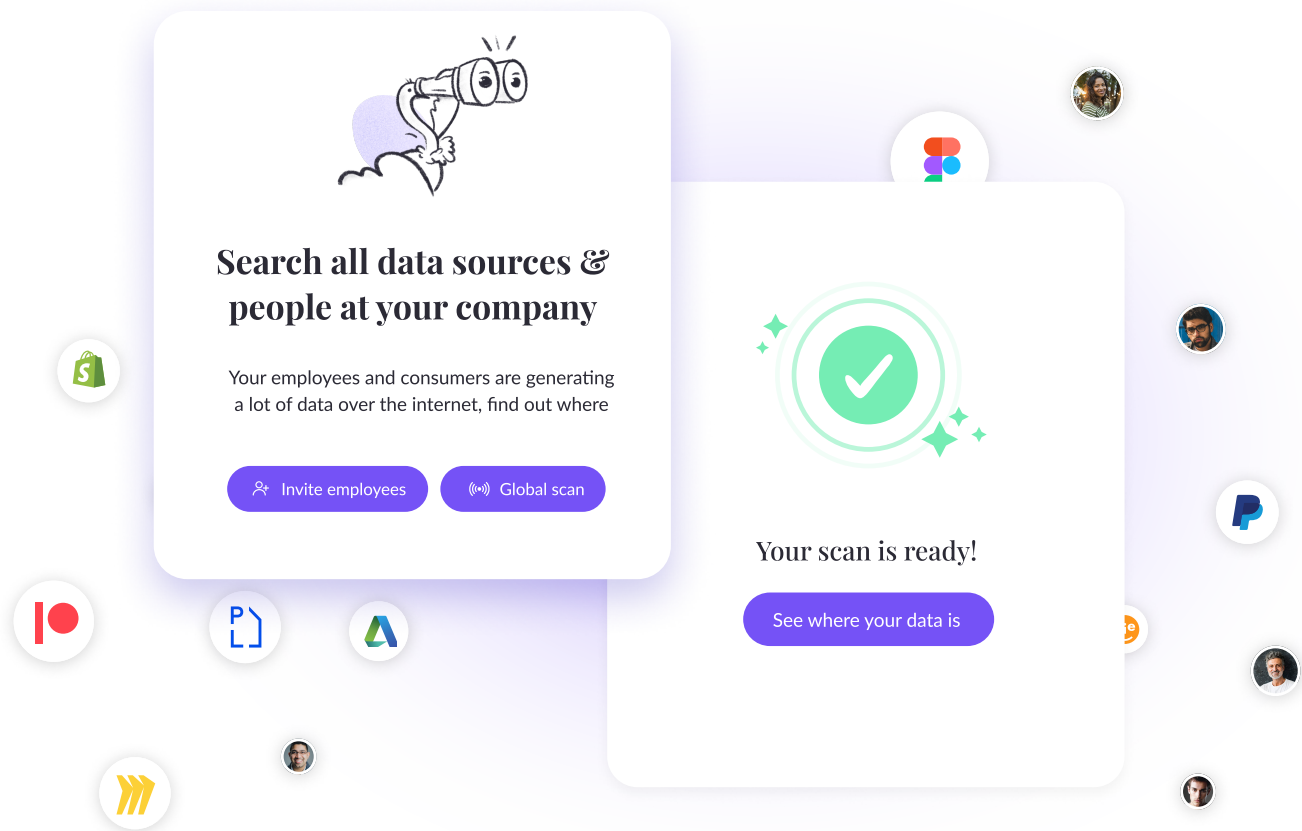 Search all data sources &
people at your company
Your employees and consumers are generating
a lot of data over the internet, find out where
Invite employees
Global scan
Your scan is ready!
See where your data is